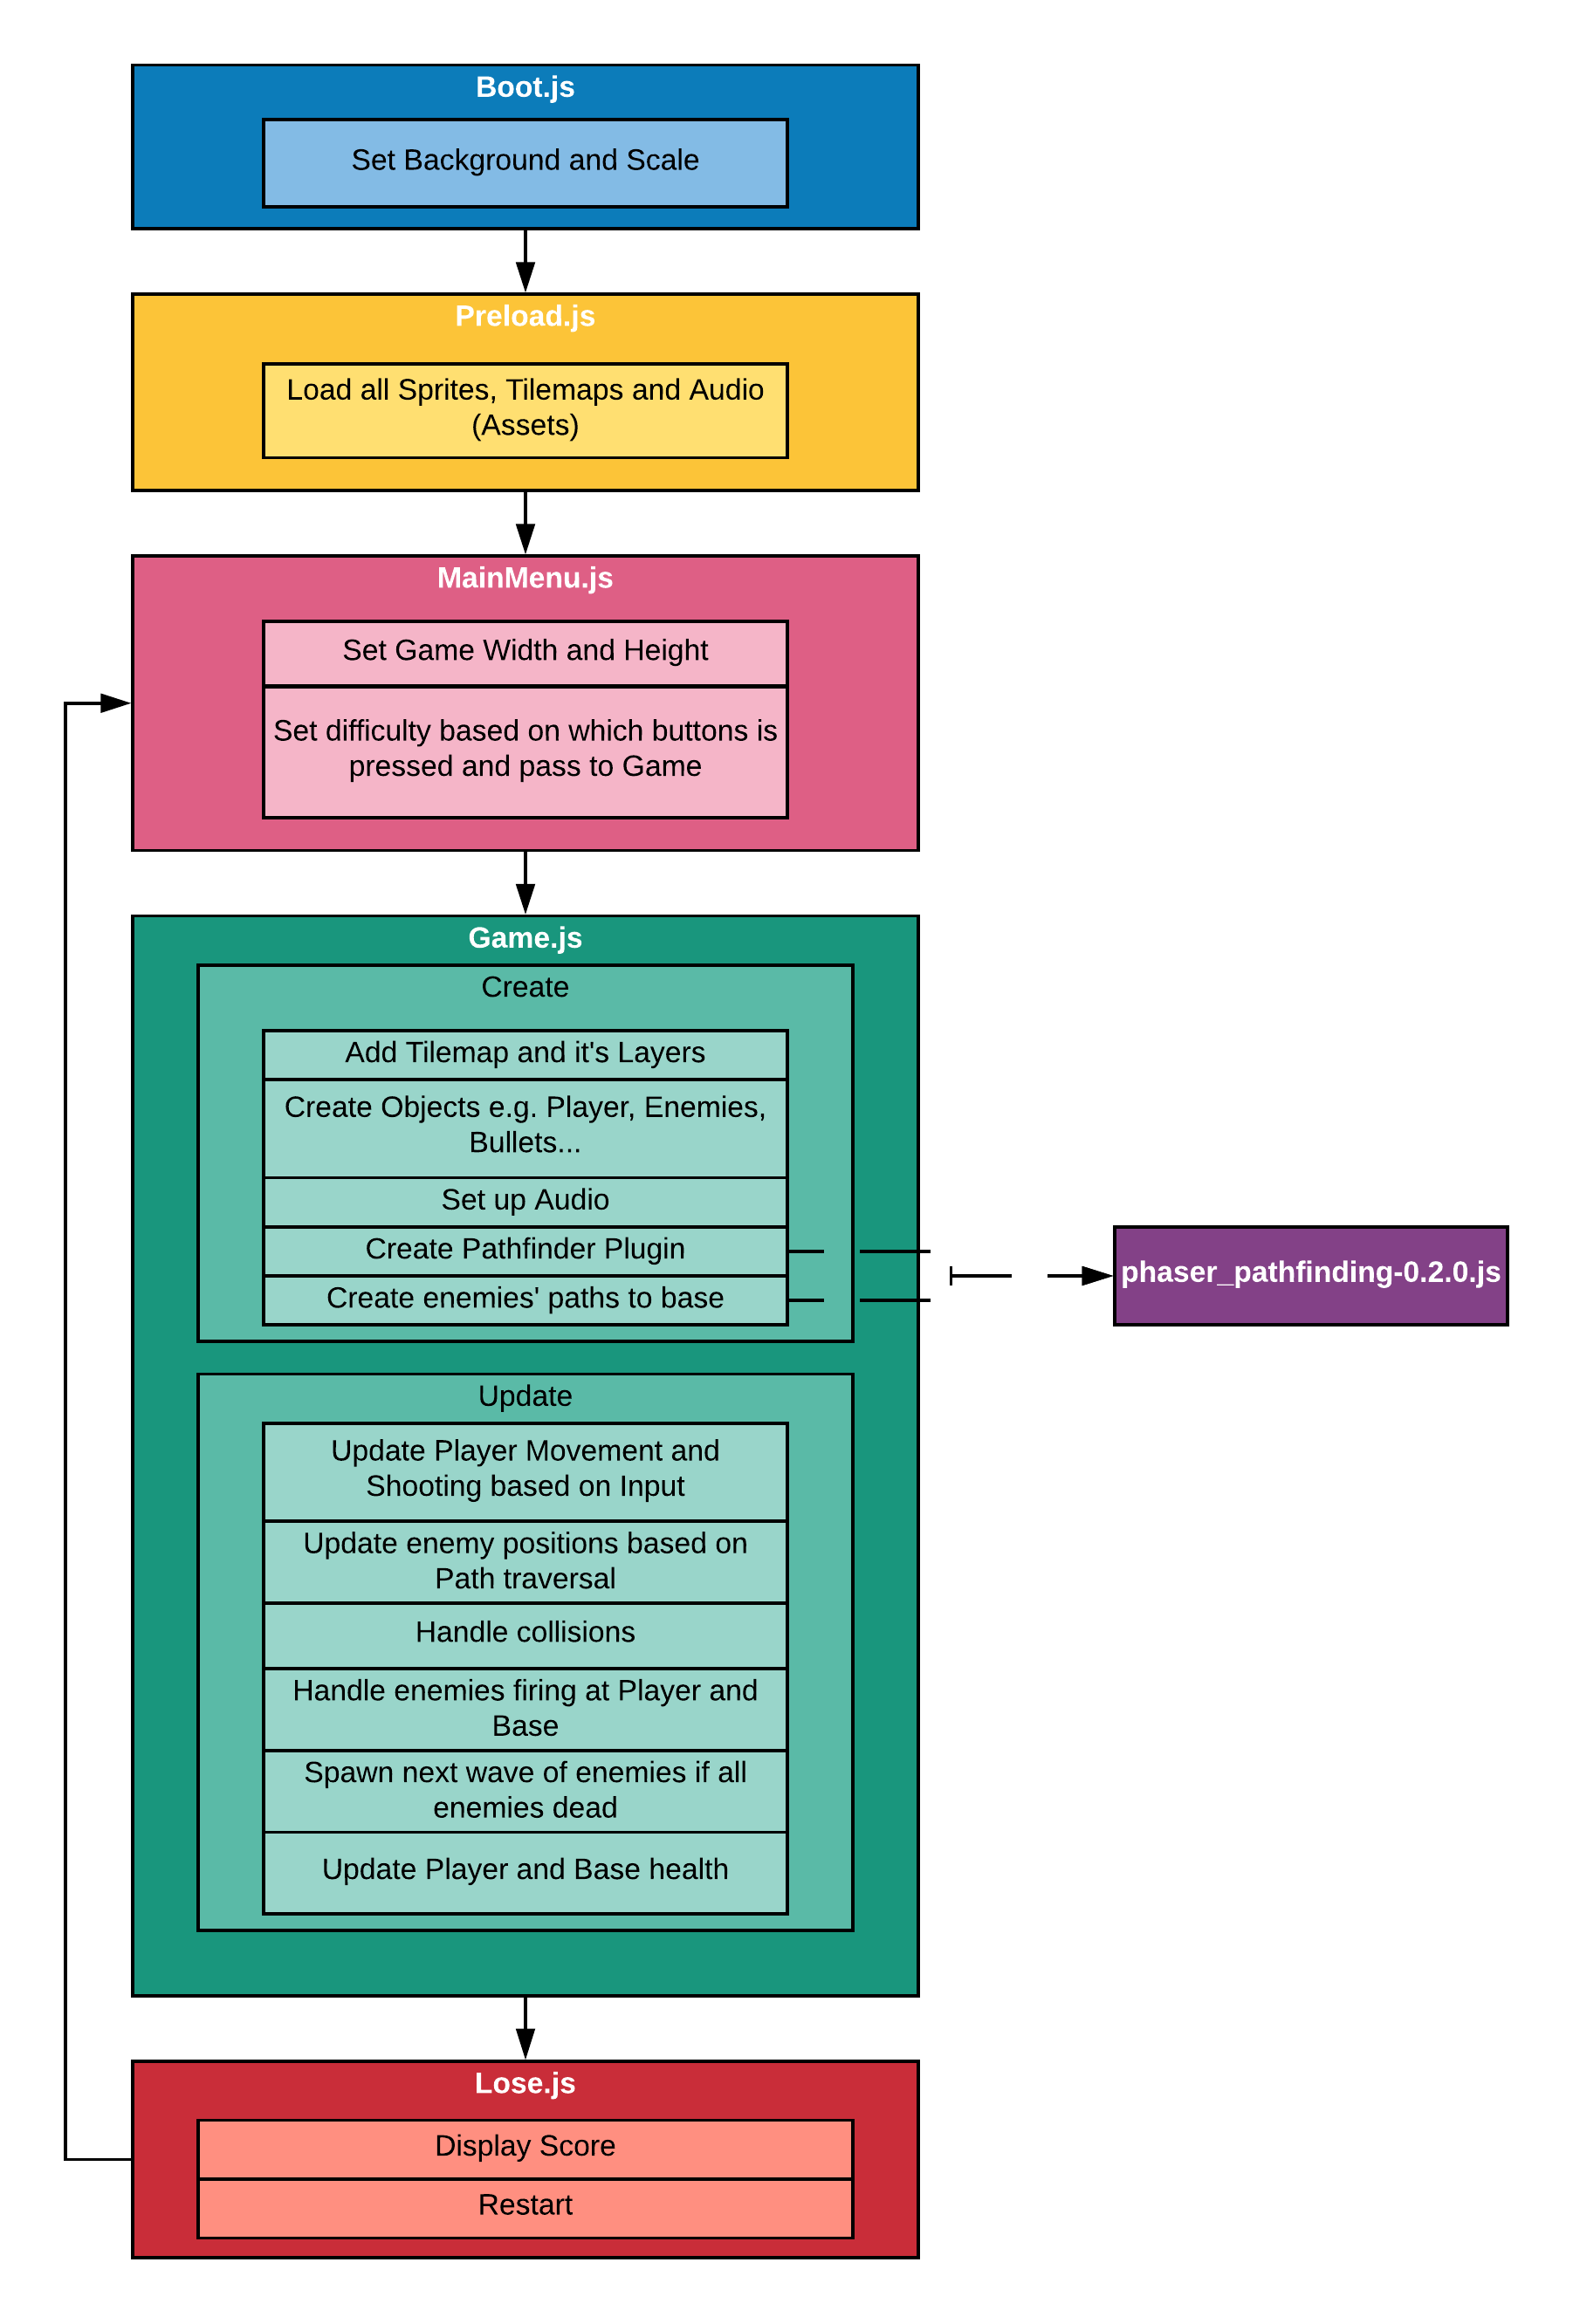 Boot.js
Set Background and Scale
Preload.js
Load all Sprites, Tilemaps and Audio
(Assets)
MainMenu.js
Set Game Width and Height
Set difficulty based on which buttons is
pressed and pass to Game
Game.js
Create
Add Tilemap and it's Layers
Create Objects e.g. Player, Enemies,
Bullets...
Set up Audio
Create Pathfinder Plugin
Create enemies' paths to base
phaser_pathfinding-0.2.0.js
Update
Update Player Movement and
Shooting based on Input
Update enemy positions based on
Path traversal
Handle collisions
Handle enemies firing at Player and
Base
Spawn next wave of enemies if all
enemies dead
Update Player and Base health
Lose.js
Display Score
Restart